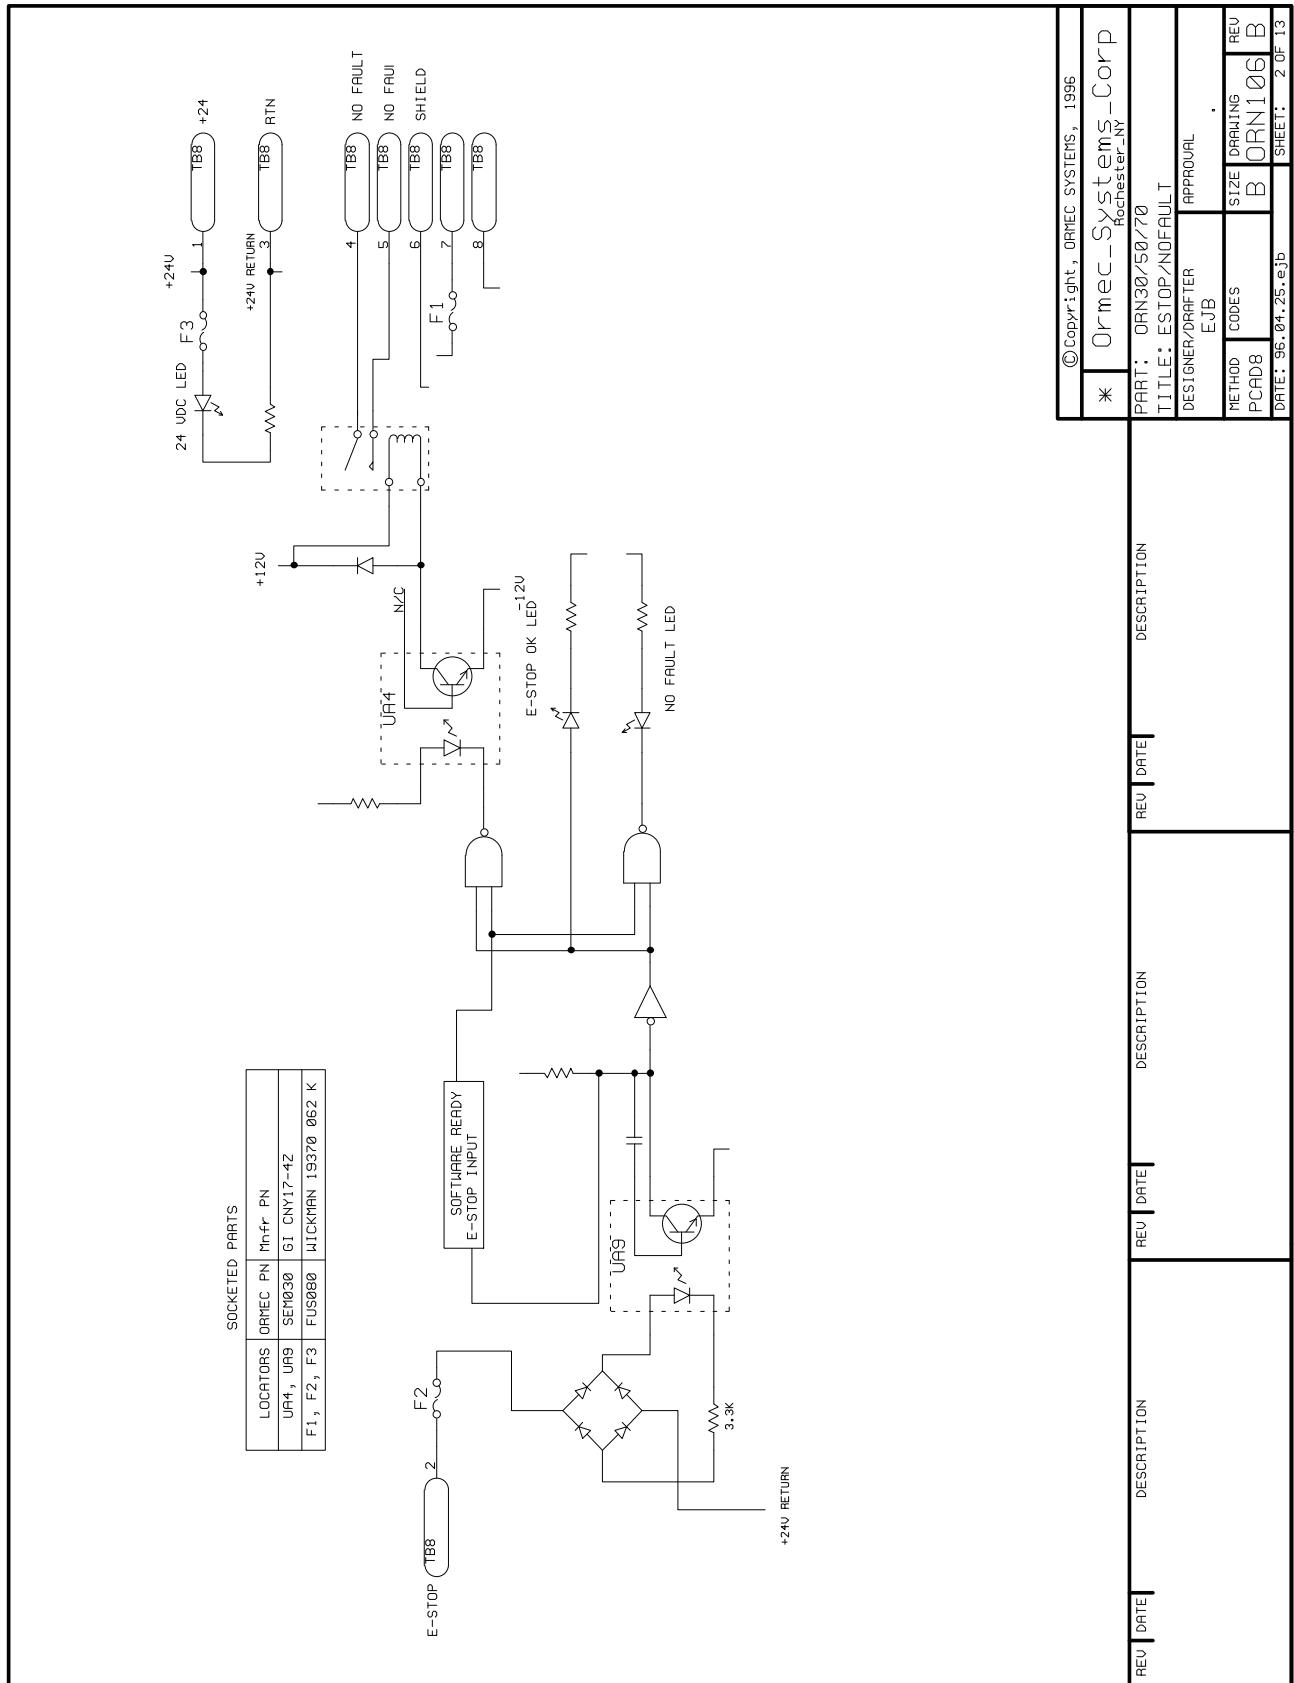 SOCKETED PARTS
LOCATORS ORMEC PN Mnfr PN
UA4, UA9 SEM030 GI CNY17-4Z
F1, F2, F3 FUS080 WICKMAN 19370 062 K
E-STOP
TB8
2
F2
+24V RETURN
3.3K
UA9
SOFTWARE READY
E-STOP INPUT
UA4
N/C
-12V
E-STOP OK LED
NO FAULT LED
+12V
24 VDC LED
F3
+24V
1
TB8
+24
+24V RETURN
3
TB8
RTN
4
TB8
NO FAULT
5
TB8
NO FAUI
6
TB8
SHIELD
F1
7
TB8
8
TB8
© Copyright, ORMEC SYSTEMS, 1996
* Ormec_Systems_Corp
Rochester_NY
PART: ORN30/50/70
TITLE: ESTOP/NOFAULT
DESIGNER/DRAFTER
EJB
APPROVAL
.
METHOD
PCAD8
CODES
SIZE
B
DRAWING
ORN106
REV
B
DATE: 96.04.25.ejb
SHEET: 2 OF 13
REV DATE DESCRIPTION
REV DATE DESCRIPTION
REV DATE DESCRIPTION